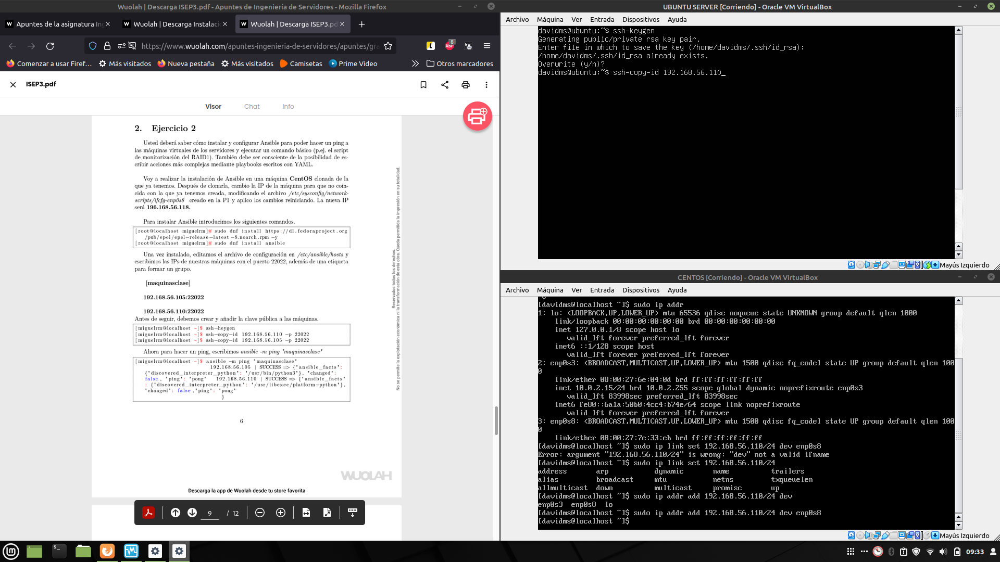 Wuolah | Descarga ISEP3.pdf - Apuntes de Ingeniería de Servidores - Mozilla Firefox
Apuntes de la asignatura In
Wuolah | Descarga Instalaci
Wuolah | Descarga ISEP3.pd
https://www.wuolah.com/apuntes-ingenieria-de-servidores/apuntes/gra
8
ABP
Comenzar a usar Firef…
Más visitados
Nueva pestaña
Más visitados
Camisetas
Prime Video
Otros marcadores
ISEP3.pdf
Visor
Chat
Info
2. Ejercicio 2
Usted deberá saber cómo instalar y configurar Ansible para poder hacer un ping a
las máquinas virtuales de los servidores y ejecutar un comando básico (p.ej. el script
de monitorización del RAID1). También debe ser consciente de la posibilidad de es-
cribir acciones más complejas mediante playbooks escritos con YAML.
Voy a realizar la instalación de Ansible en una máquina CentOS clonada de la
que ya tenemos. Después de clonarla, cambio la IP de la máquina para que no coin-
cida con la que ya tenemos creada, modificando el archivo /etc/sysconfig/network-
scripts/ifcfg-enp0s8 creado en la P1 y aplico los cambios reiniciando. La nueva IP
será 196.168.56.118.
Para instalar Ansible introducimos los siguientes comandos.
[root@localhost miguelrm]# sudo dnf install https://dl.fedoraproject.org
/pub/epel/epel-release-latest-8.noarch.rpm -y
[root@localhost miguelrm]# sudo dnf install ansible
Una vez instalado, editamos el archivo de configuración en /etc/ansible/hosts y
escribimos las IPs de nuestras máquinas con el puerto 22022, además de una etiqueta
para formar un grupo.
[maquinasclase]
192.168.56.105:22022
192.168.56.110:22022
Antes de seguir, debemos crear y añadir la clave pública a las máquinas.
[miguelrm@localhost ~]$ ssh-heygen
[miguelrm@localhost ~]$ ssh-copy-id 192.168.56.110 -p 22022
[miguelrm@localhost ~]$ ssh-copy-id 192.168.56.105 -p 22022
Ahora para hacer un ping, escribimos ansible -m ping "maquinasclase"
[miguelrm@localhost ~]$ ansible -m ping "maquinasclase"
192.168.56.105 | SUCCESS => {"ansible_facts":
{"discovered_interpreter_python": "/usr/bin/python3"}, "changed":
false, "ping": "pong" 192.168.56.110 | SUCCESS => {"ansible_facts"
: {"discovered_interpreter_python": "/usr/libexec/platform-python"},
"changed": false ,"ping": "pong"
}
6
Reservados todos los derechos.
No se permite la explotación económica ni la transformación de esta obra. Queda permitida la impresión en su totalidad.
WUOLAH
Descarga la app de Wuolah desde tu store favorita
9 / 12
UBUNTU SERVER [Corriendo] - Oracle VM VirtualBox
Archivo Máquina Ver Entrada Dispositivos Ayuda
davidms@ubuntu:~$ ssh-keygen
Generating public/private rsa key pair.
Enter file in which to save the key (/home/davidms/.ssh/id_rsa):
/home/davidms/.ssh/id_rsa already exists.
Overwrite (y/n)?
davidms@ubuntu:~$ ssh-copy-id 192.168.56.110_
Mayús Izquierdo
CENTOS [Corriendo] - Oracle VM VirtualBox
Archivo Máquina Ver Entrada Dispositivos Ayuda
[davidms@localhost ~]$ sudo ip addr
1: lo: <LOOPBACK,UP,LOWER_UP> mtu 65536 qdisc noqueue state UNKNOWN group default qlen 1000
link/loopback 00:00:00:00:00:00 brd 00:00:00:00:00:00
inet 127.0.0.1/8 scope host lo
valid_lft forever preferred_lft forever
inet6 ::1/128 scope host
valid_lft forever preferred_lft forever
2: enp0s3: <BROADCAST,MULTICAST,UP,LOWER_UP> mtu 1500 qdisc fq_codel state UP group default qlen 100
0
link/ether 08:00:27:6e:04:0d brd ff:ff:ff:ff:ff:ff
inet 10.0.2.15/24 brd 10.0.2.255 scope global dynamic noprefixroute enp0s3
valid_lft 83998sec preferred_lft 83998sec
inet6 fe80::6a1a:50b0:4cc4:b74e/64 scope link noprefixroute
valid_lft forever preferred_lft forever
3: enp0s8: <BROADCAST,MULTICAST,UP,LOWER_UP> mtu 1500 qdisc fq_codel state UP group default qlen 100
0
link/ether 08:00:27:7e:33:eb brd ff:ff:ff:ff:ff:ff
[davidms@localhost ~]$ sudo ip link set 192.168.56.110/24 dev enp0s8
Error: argument "192.168.56.110/24" is wrong: "dev" not a valid ifname
[davidms@localhost ~]$ sudo ip link set 192.168.56.110/24
address arp dynamic name trailers
alias broadcast mtu netns txqueuelen
allmulticast down multicast promisc up
[davidms@localhost ~]$ sudo ip addr add 192.168.56.110/24 dev
enp0s3 enp0s8 lo
[davidms@localhost ~]$ sudo ip addr add 192.168.56.110/24 dev enp0s8
[davidms@localhost ~]$
Mayús Izquierdo
09:33